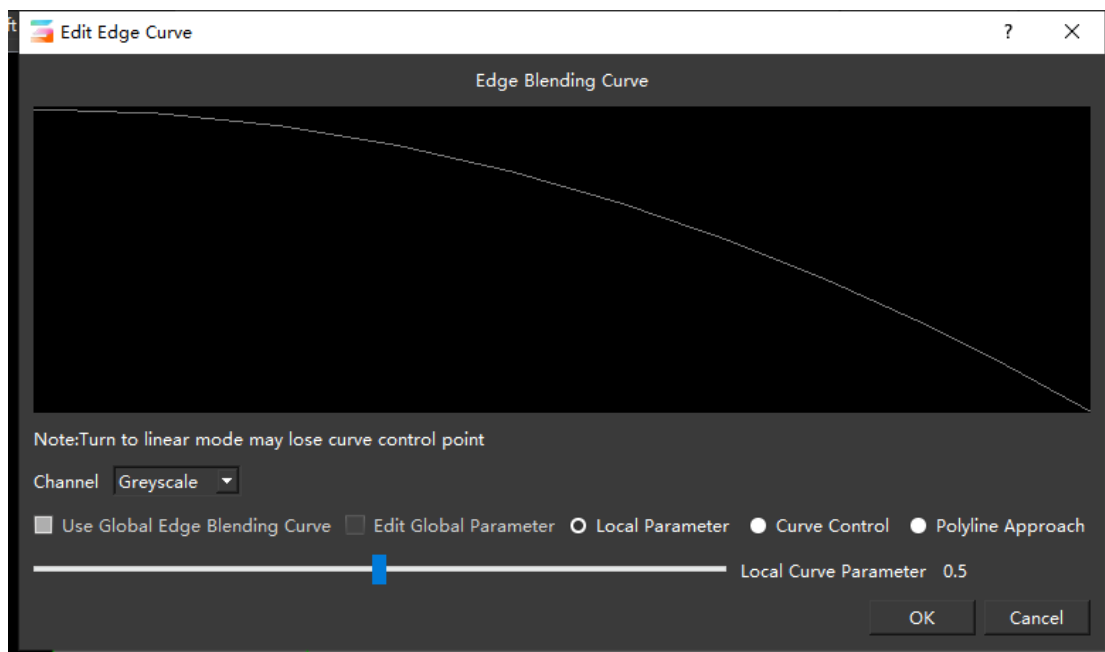 ft
Edit Edge Curve ?
Edge Blending Curve
Note:Turn to linear mode may lose curve control point
Channel Greyscale
Use Global Edge Blending Curve Edit Global Parameter Local Parameter Curve Control Polyline Approach
Local Curve Parameter 0.5
OK Cancel